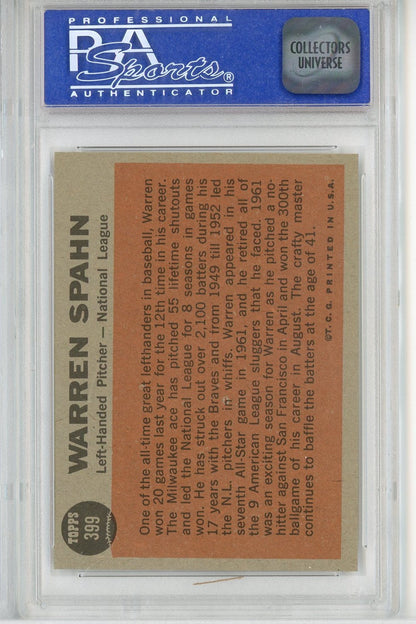 PROFESSIONAL
PSA
Sports®
AUTHENTICATOR
COLLECTORS
UNIVERSE
TOPPS
399
WARREN SPAHN
Left-Handed Pitcher — National League
One of the all-time great lefthanders in baseball, Warren
won 20 games last year for the 12th time in his career.
The Milwaukee ace has pitched 55 lifetime shutouts
and led the National League for 8 seasons in games
won. He has struck out over 2,100 batters during his
17 years with the Braves and from 1949 till 1952 led
the N.L. pitchers in whiffs. Warren appeared in his
seventh All-Star game in 1961, and he retired all of
the 9 American League sluggers that he faced. 1961
was an exciting season for Warren as he pitched a no-
hitter against San Francisco in April and won the 300th
ballgame of his career in August. The crafty master
continues to baffle the batters at the age of 41.
©T.C.G. PRINTED IN U.S.A.